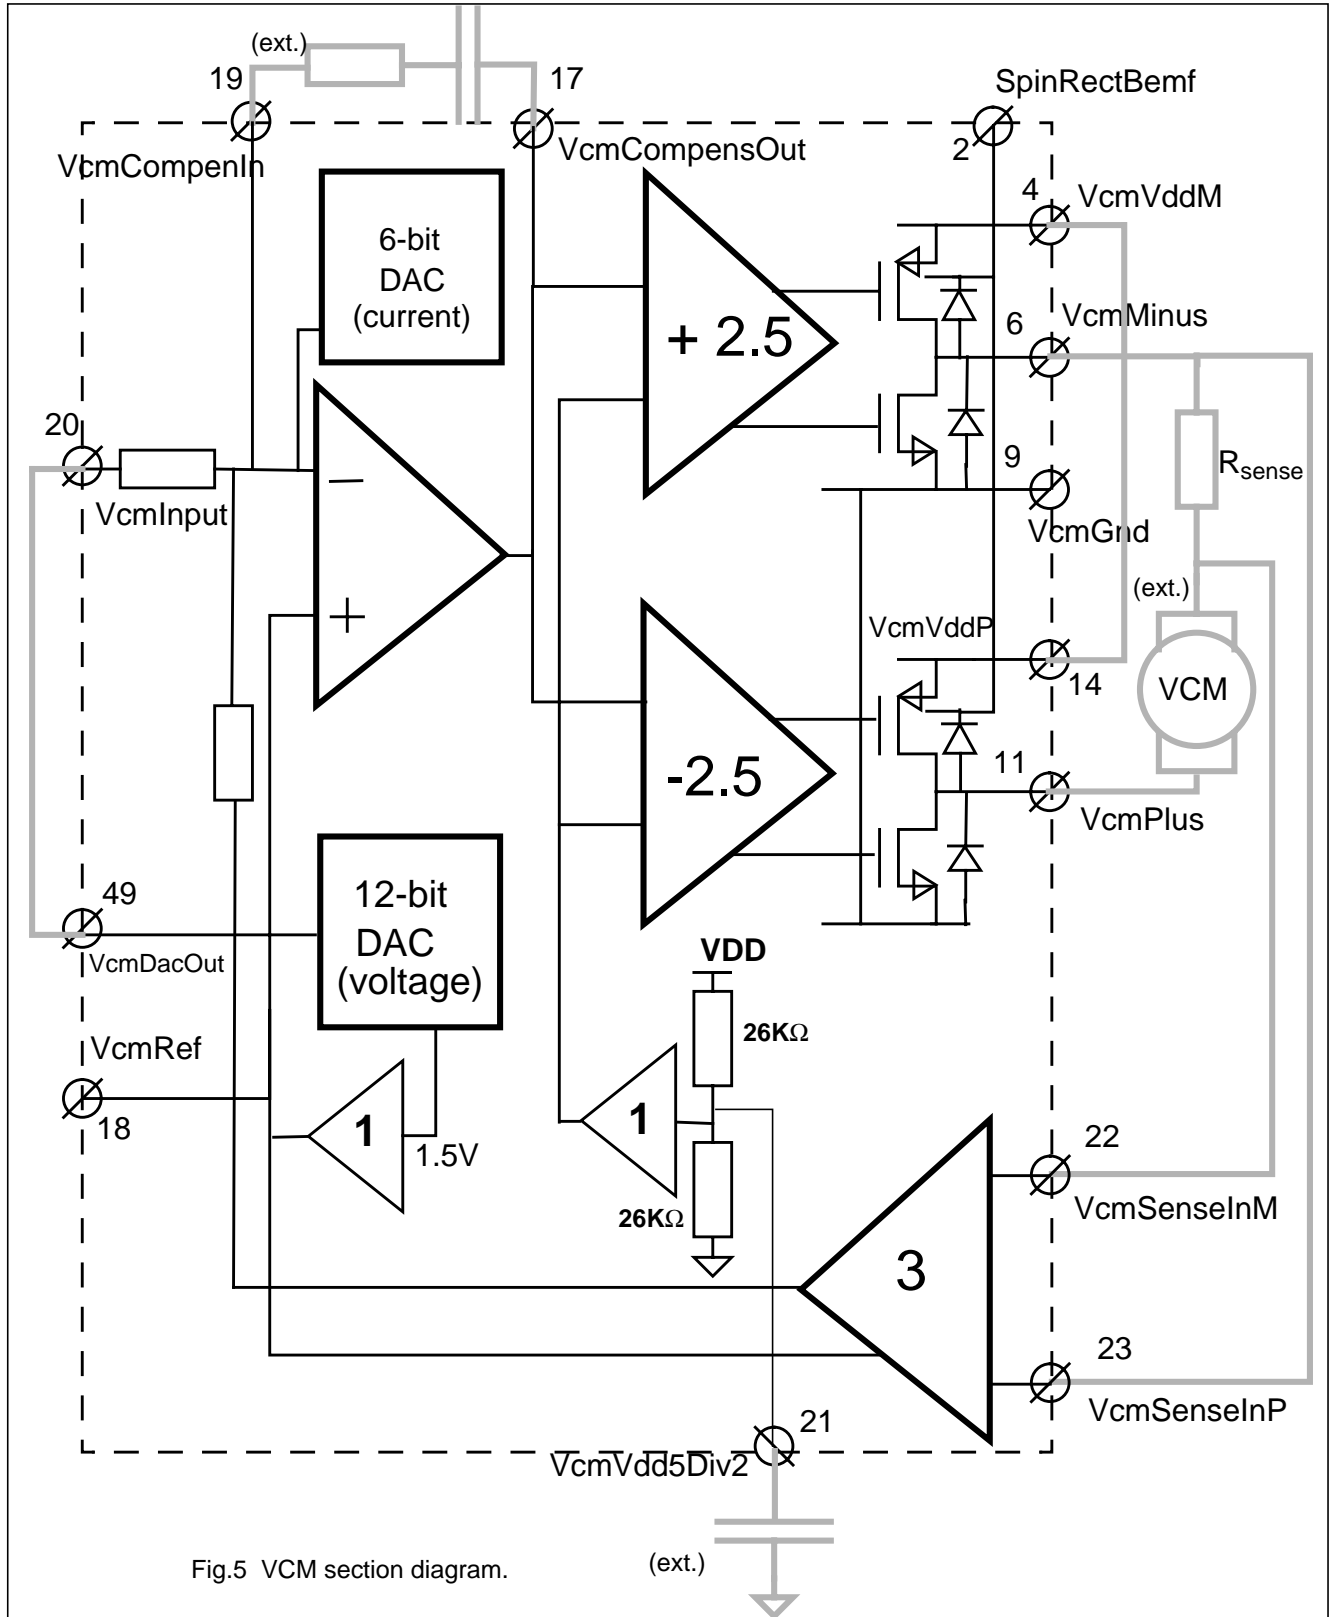 (ext.)
19
17
SpinRectBemf
2
VcmCompenIn
VcmCompensOut
4
VcmVddM
6-bit
DAC
(current)
+ 2.5
6
VcmMinus
20
−
9
Rsense
VcmInput
VcmGnd
(ext.)
+
VcmVddP
14
VCM
-2.5
11
VcmPlus
49
12-bit
DAC
(voltage)
VcmDacOut
VDD
26KΩ
VcmRef
18
1
1.5V
1
26KΩ
22
VcmSenseInM
3
23
VcmSenseInP
21
VcmVdd5Div2
Fig.5 VCM section diagram.
(ext.)